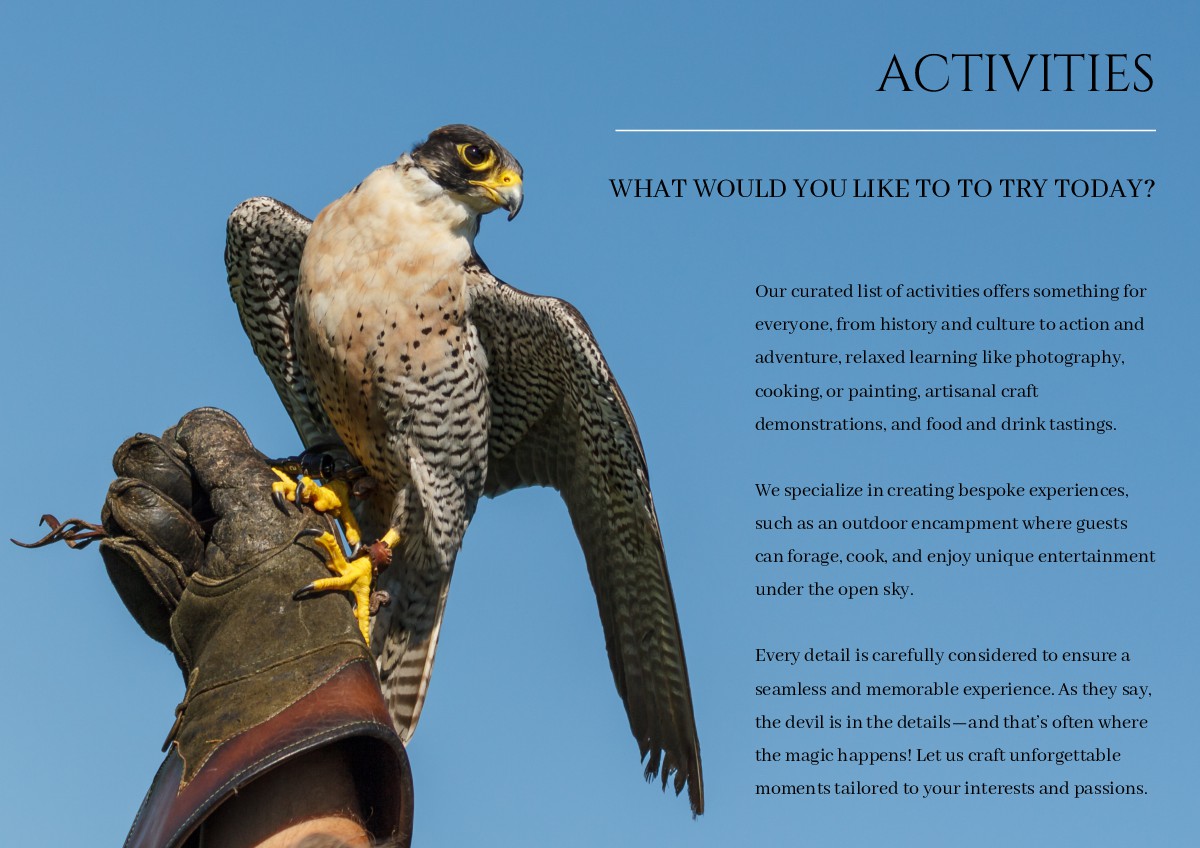 ACTIVITIES
WHAT WOULD YOU LIKE TO TO TRY TODAY?
Our curated list of activities offers something for
everyone, from history and culture to action and
adventure, relaxed learning like photography,
cooking, or painting, artisanal craft
demonstrations, and food and drink tastings.
We specialize in creating bespoke experiences,
such as an outdoor encampment where guests
can forage, cook, and enjoy unique entertainment
under the open sky.
Every detail is carefully considered to ensure a
seamless and memorable experience. As they say,
the devil is in the details—and that's often where
the magic happens! Let us craft unforgettable
moments tailored to your interests and passions.